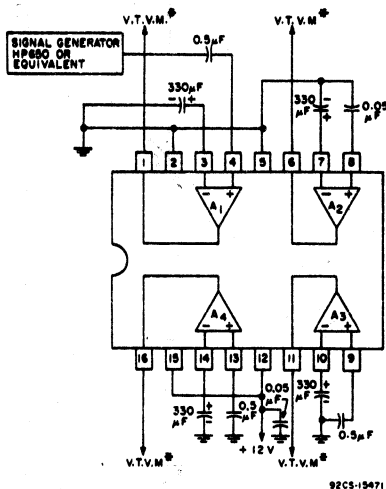 V.T.V.M.*
V.T.V.M.*
SIGNAL GENERATOR
HP650 OR
EQUIVALENT
0.5µF
330µF
- +
330
µF
-
+
0.05
µF
1 2 3 4 5 6 7 8
- +
A1
- +
A2
A4
- +
A3
- +
16 15 14 13 12 11 10 9
330
µF
+
-
0.5
µF
0.05
µF
+ 12 V
330
µF
+
-
0.5µF
V.T.V.M*
V.T.V.M*
92CS-15471